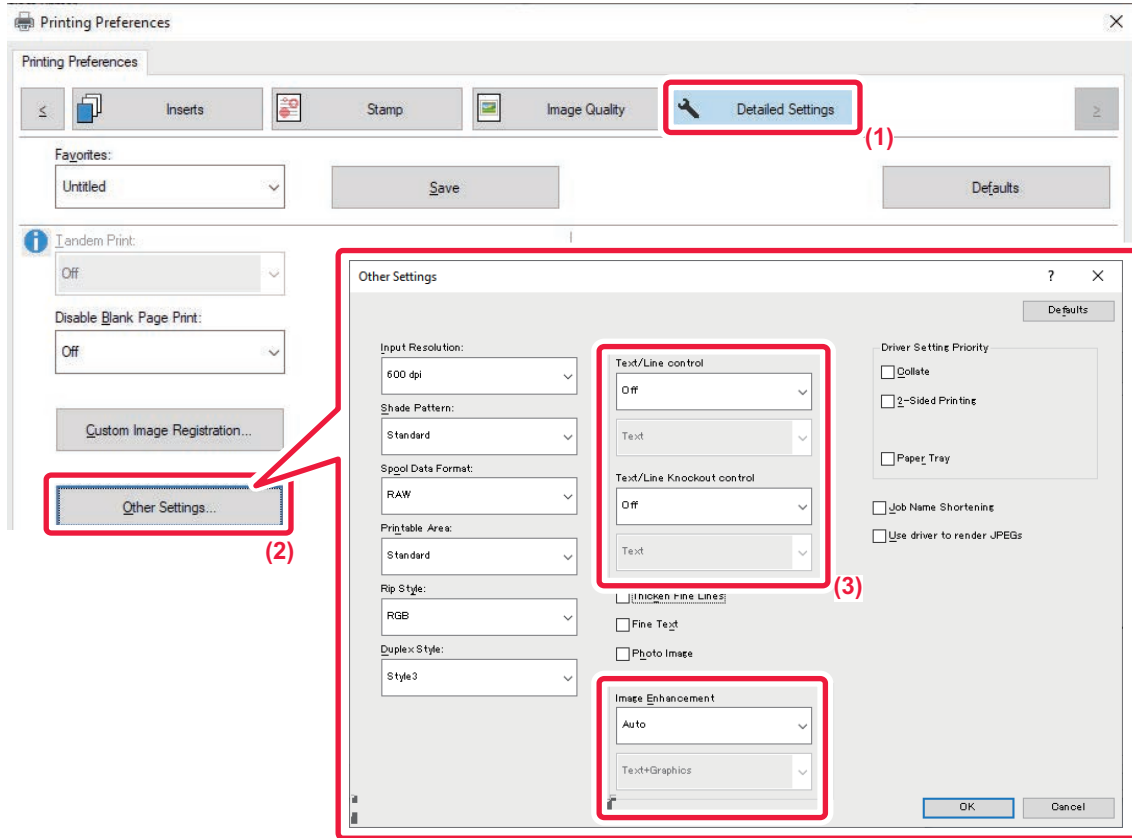 Printing Preferences
Printing Preferences
≤ Inserts Stamp Image Quality Detailed Settings ≥
(1)
Favorites:
Untitled Save Defaults
Tandem Print:
Off
Disable Blank Page Print:
Off
Custom Image Registration...
Other Settings...
(2)
Other Settings ? ×
Defaults
Input Resolution:
600 dpi
Shade Pattern:
Standard
Spool Data Format:
RAW
Printable Area:
Standard
Rip Style:
RGB
Duplex Style:
Style3
Text/Line control
Off
Text
Text/Line Knockout control
Off
Text
(3)
Thicken Fine Lines
Fine Text
Photo Image
Image Enhancement
Auto
Text+Graphics
Driver Setting Priority
Collate
2-Sided Printing
Paper Tray
Job Name Shortening
Use driver to render JPEGs
OK Cancel